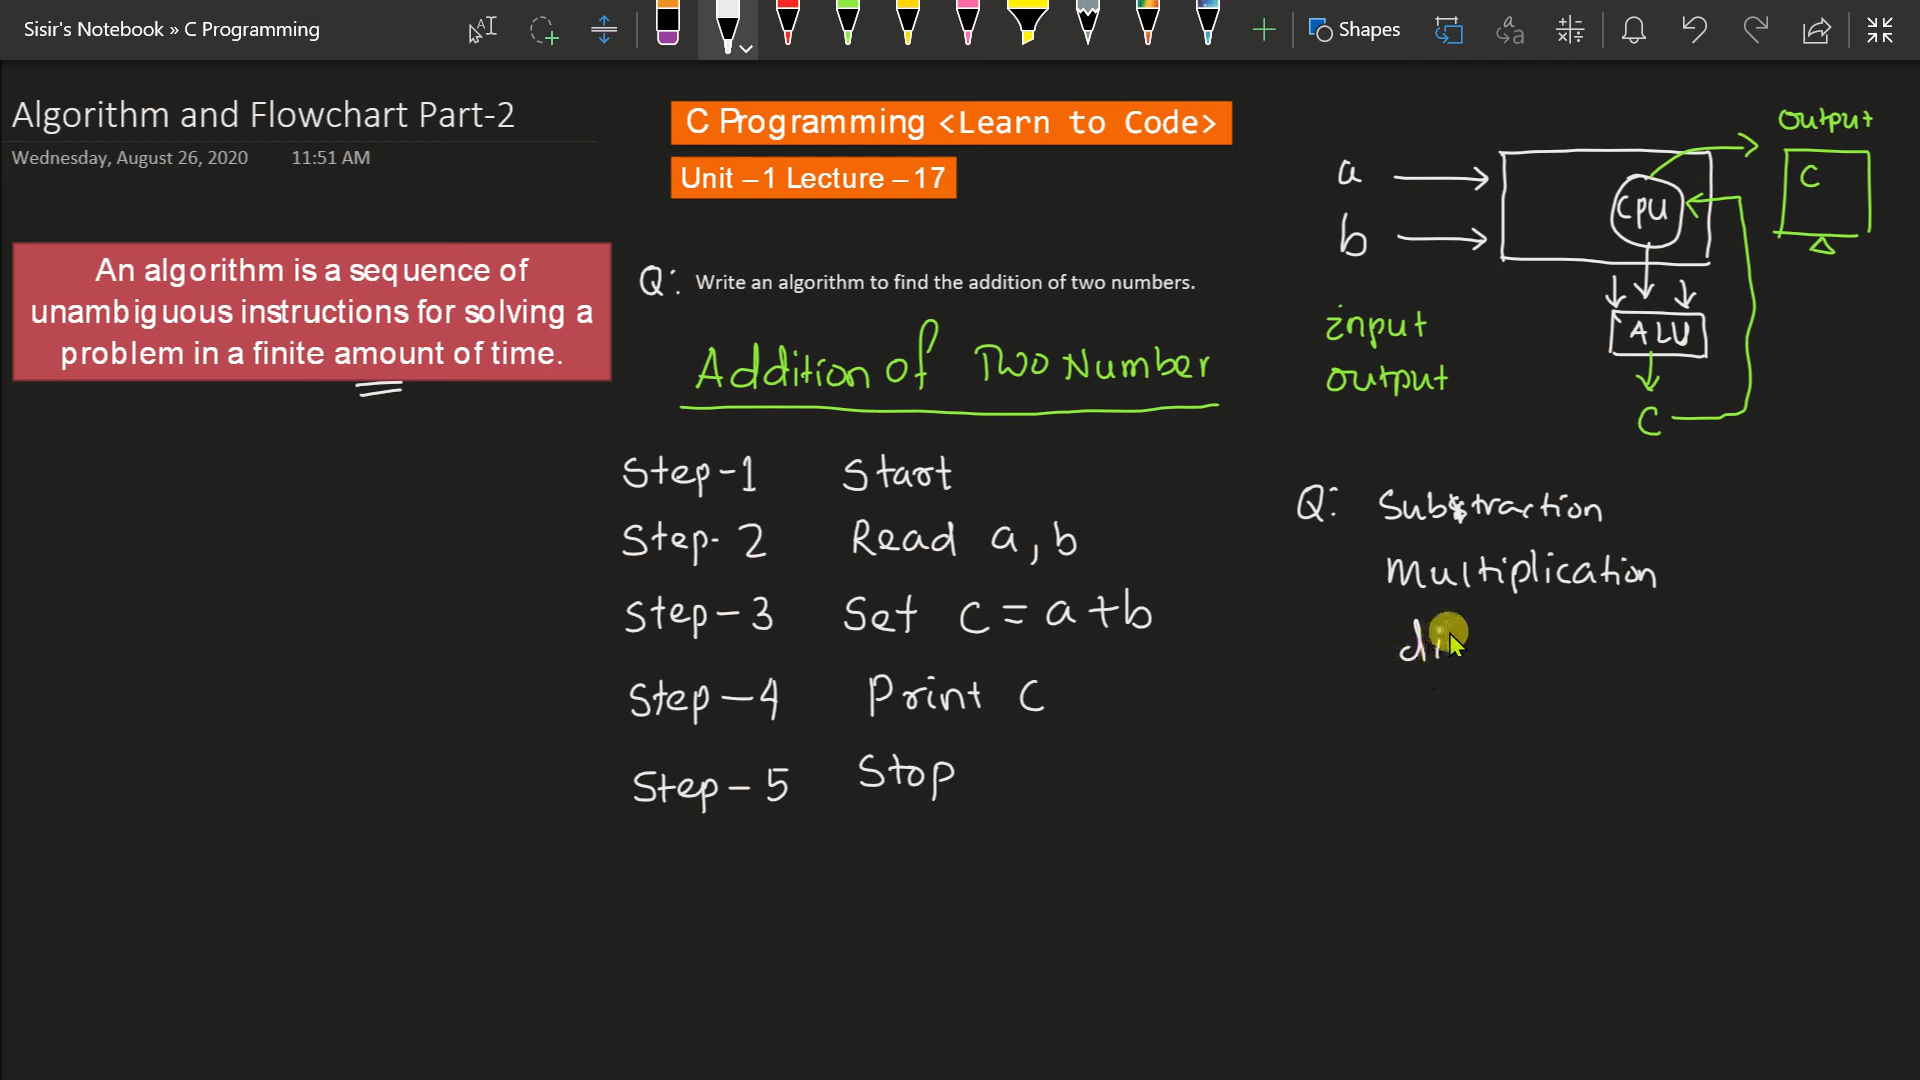 Sisir's Notebook » C Programming
Shapes
Algorithm and Flowchart Part-2
Wednesday, August 26, 2020 11:51 AM
An algorithm is a sequence of
unambiguous instructions for solving a
problem in a finite amount of time.
C Programming <Learn to Code>
Unit –1 Lecture –17
Q: Write an algorithm to find the addition of two numbers.
Addition of Two Number
Step-1 Start
Step-2 Read a, b
Step-3 Set c = a+b
Step-4 Print C
Step-5 Stop
a
b
CPU
output
C
ALU
C
input
output
Q: Substraction
Multiplication
di